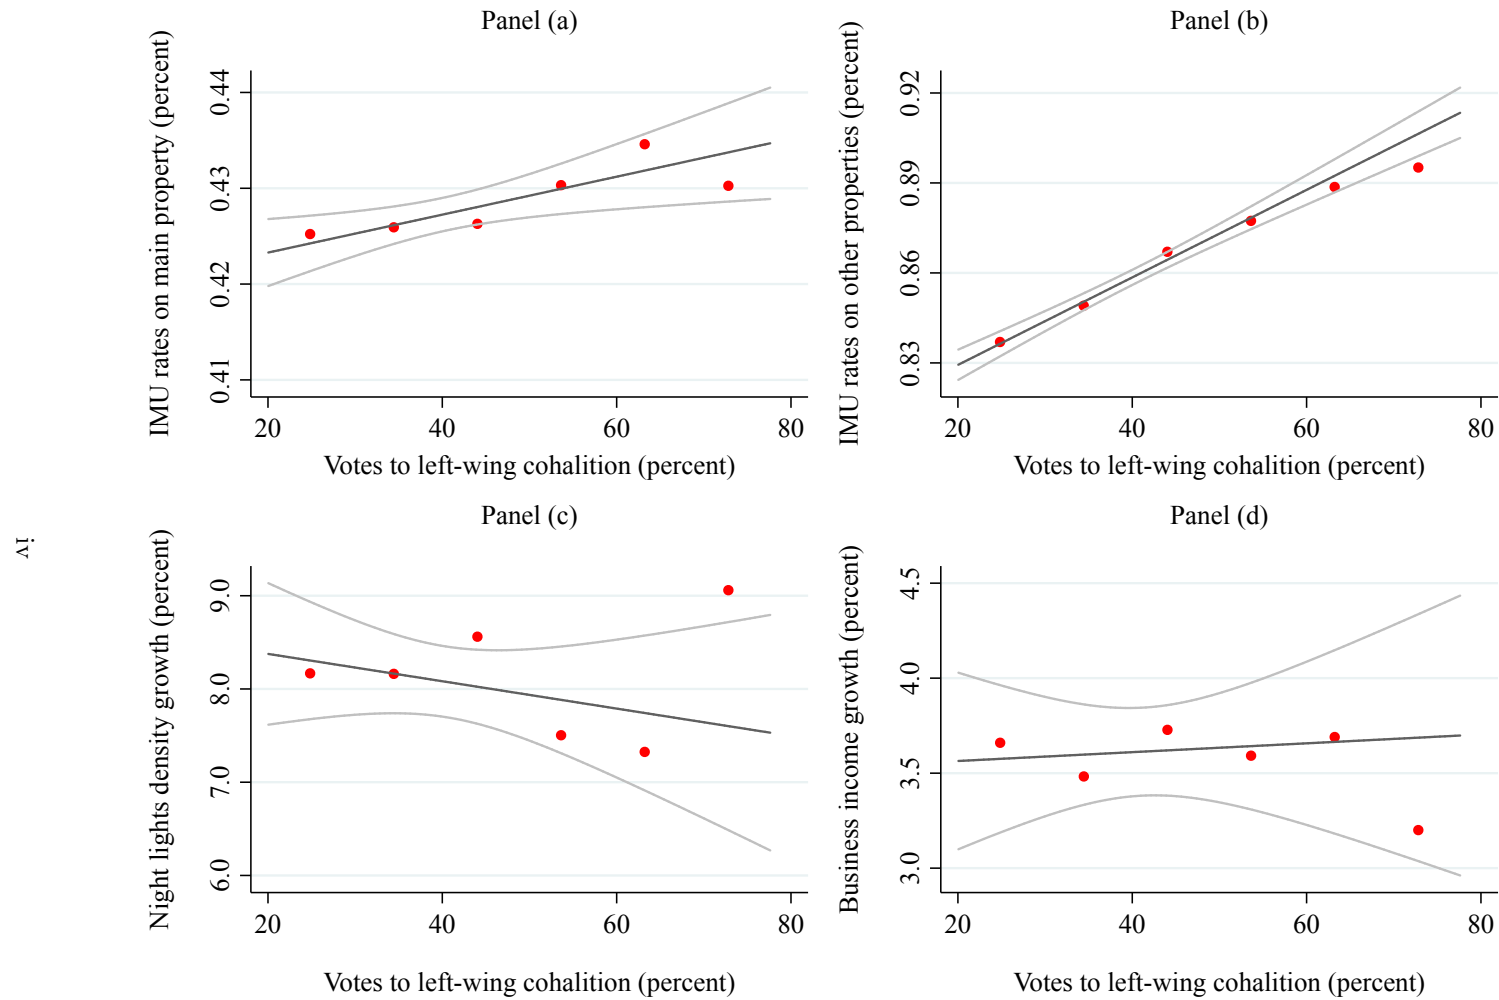 Panel (a)
IMU rates on main property (percent)
0.44
0.43
0.42
0.41
20 40 60 80
Votes to left-wing cohalition (percent)
Panel (b)
IMU rates on other properties (percent)
0.92
0.89
0.86
0.83
20 40 60 80
Votes to left-wing cohalition (percent)
Panel (c)
Night lights density growth (percent)
9.0
8.0
7.0
6.0
20 40 60 80
Votes to left-wing cohalition (percent)
Panel (d)
Business income growth (percent)
4.5
4.0
3.5
3.0
20 40 60 80
Votes to left-wing cohalition (percent)
iv